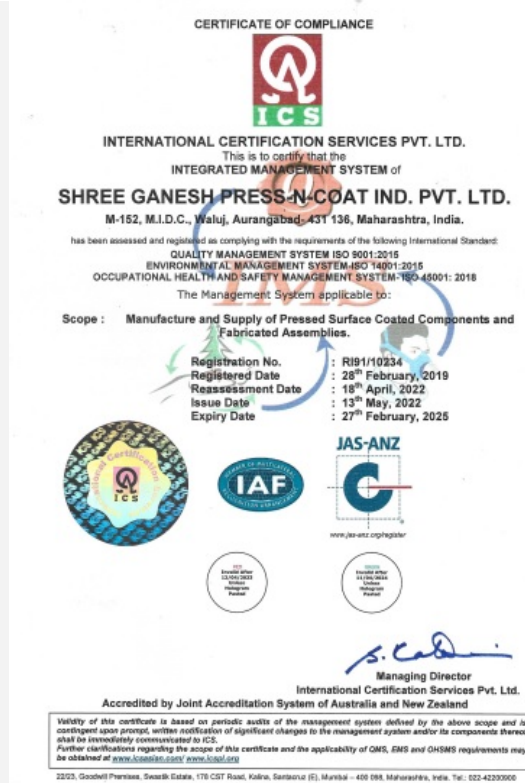 CERTIFICATE OF COMPLIANCE
ICS
INTERNATIONAL CERTIFICATION SERVICES PVT. LTD.
This is to certify that the
INTEGRATED MANAGEMENT SYSTEM of
SHREE GANESH PRESS-N-COAT IND. PVT. LTD.
M-152, M.I.D.C., Waluj, Aurangabad- 431 136, Maharashtra, India.
has been assessed and registered as complying with the requirements of the following International Standard:
QUALITY MANAGEMENT SYSTEM ISO 9001:2015
ENVIRONMENTAL MANAGEMENT SYSTEM-ISO 14001:2015
OCCUPATIONAL HEALTH AND SAFETY MANAGEMENT SYSTEM- ISO 45001: 2018
IMS
The Management System applicable to:
Scope : Manufacture and Supply of Pressed Surface Coated Components and
Fabricated Assemblies.
Registration No. : RI91/10234
Registered Date : 28th February, 2019
Reassessment Date : 18th April, 2022
Issue Date : 13th May, 2022
Expiry Date : 27th February, 2025
ICS
IAF
JAS-ANZ
www.jas-anz.org/register
Invalid After
Unless
Hologram
Pasted
Invalid After
Unless
Hologram
Pasted
Managing Director
International Certification Services Pvt. Ltd.
Accredited by Joint Accreditation System of Australia and New Zealand
Validity of this certificate is based on periodic audits of the management system defined by the above scope and is
contingent upon prompt, written notification of significant changes to the management system and/or its components thereof
shall be immediately communicated to ICS.
Further clarifications regarding the scope of this certificate and the applicability of QMS, EMS and OHSMS requirements may
be obtained at www.icsasian.com/ www.icspl.org
22/23, Goodwill Premises, Swastik Estate, 178 CST Road, Kalina, Santacruz (E), Mumbai – 400 098, Maharashtra, India. Tel.: 022-42200900